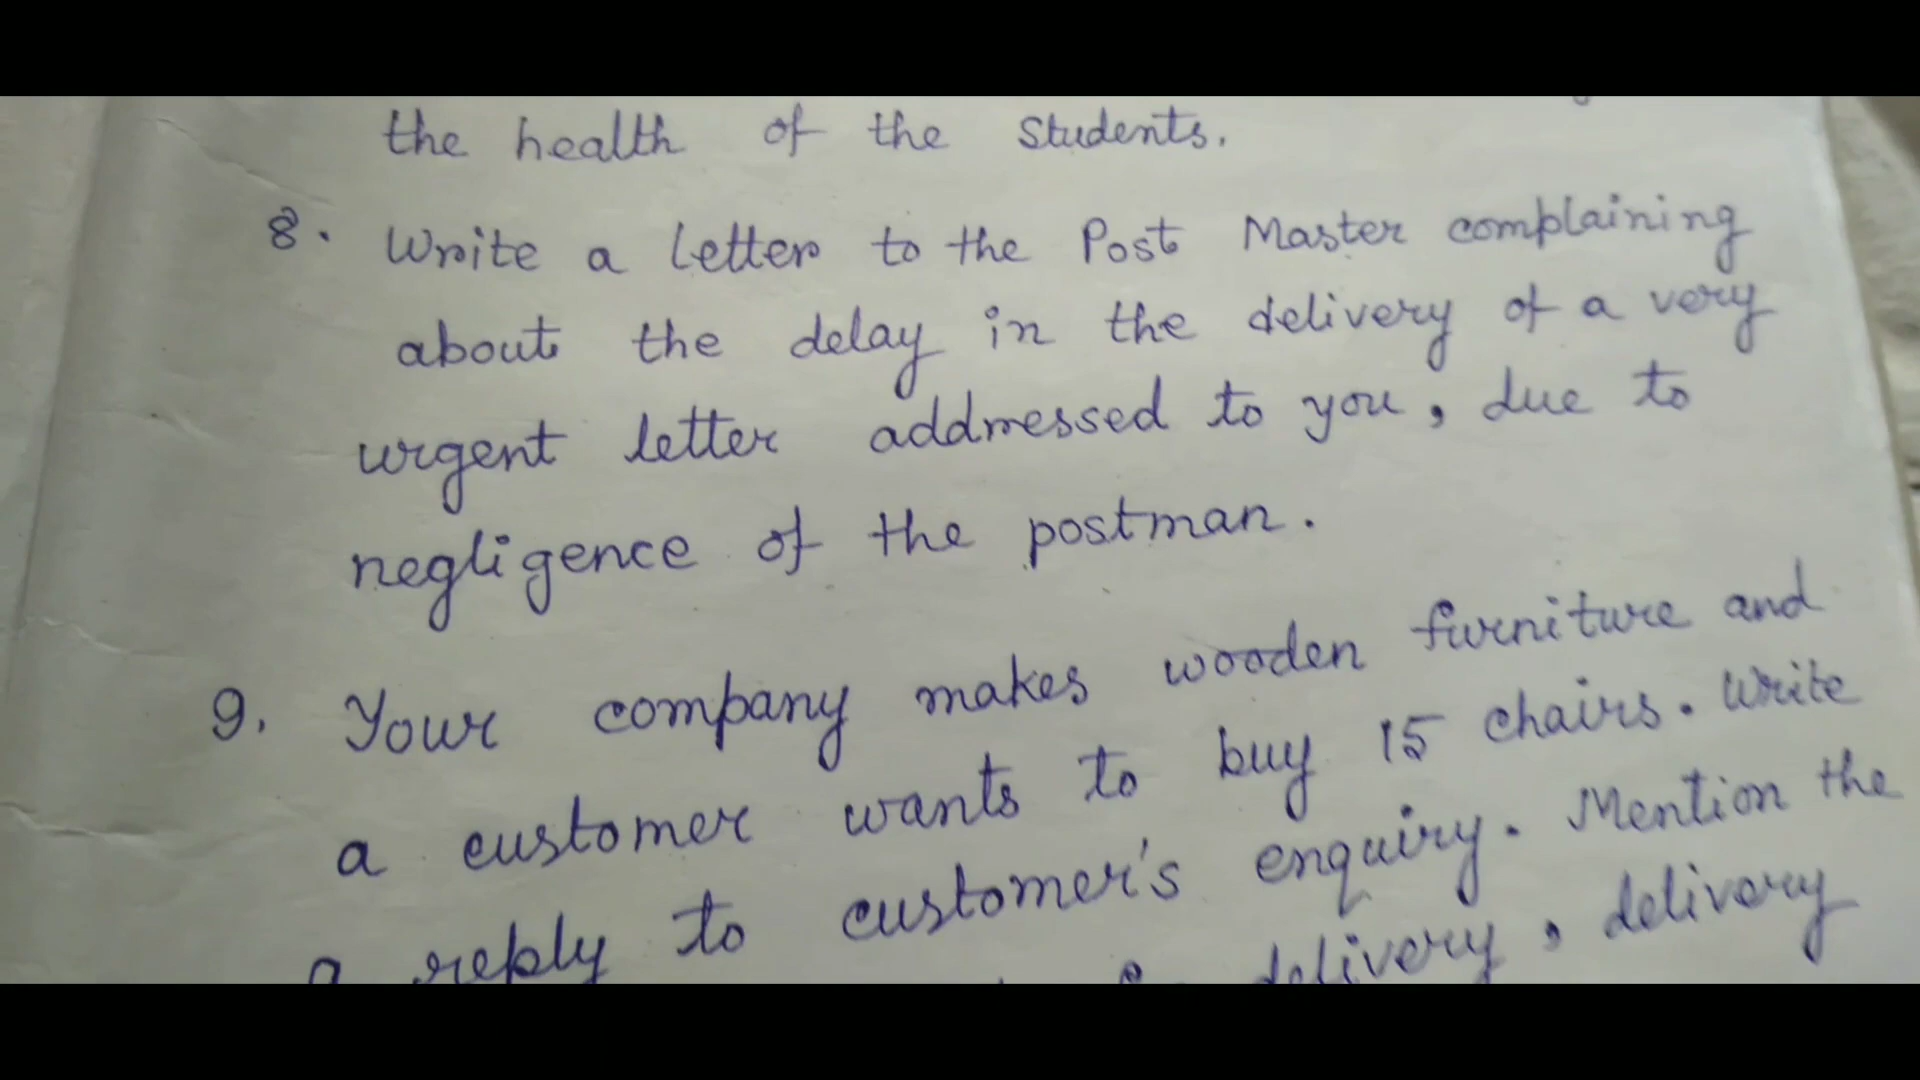 the health of the students.
8. Write a letter to the Post Master complaining
about the delay in the delivery of a very
urgent letter addressed to you, due to
negligence of the postman.
9. Your company makes wooden furniture and
a customer wants to buy 15 chairs. Write
a reply to customer's enquiry. Mention the
delivery, delivery